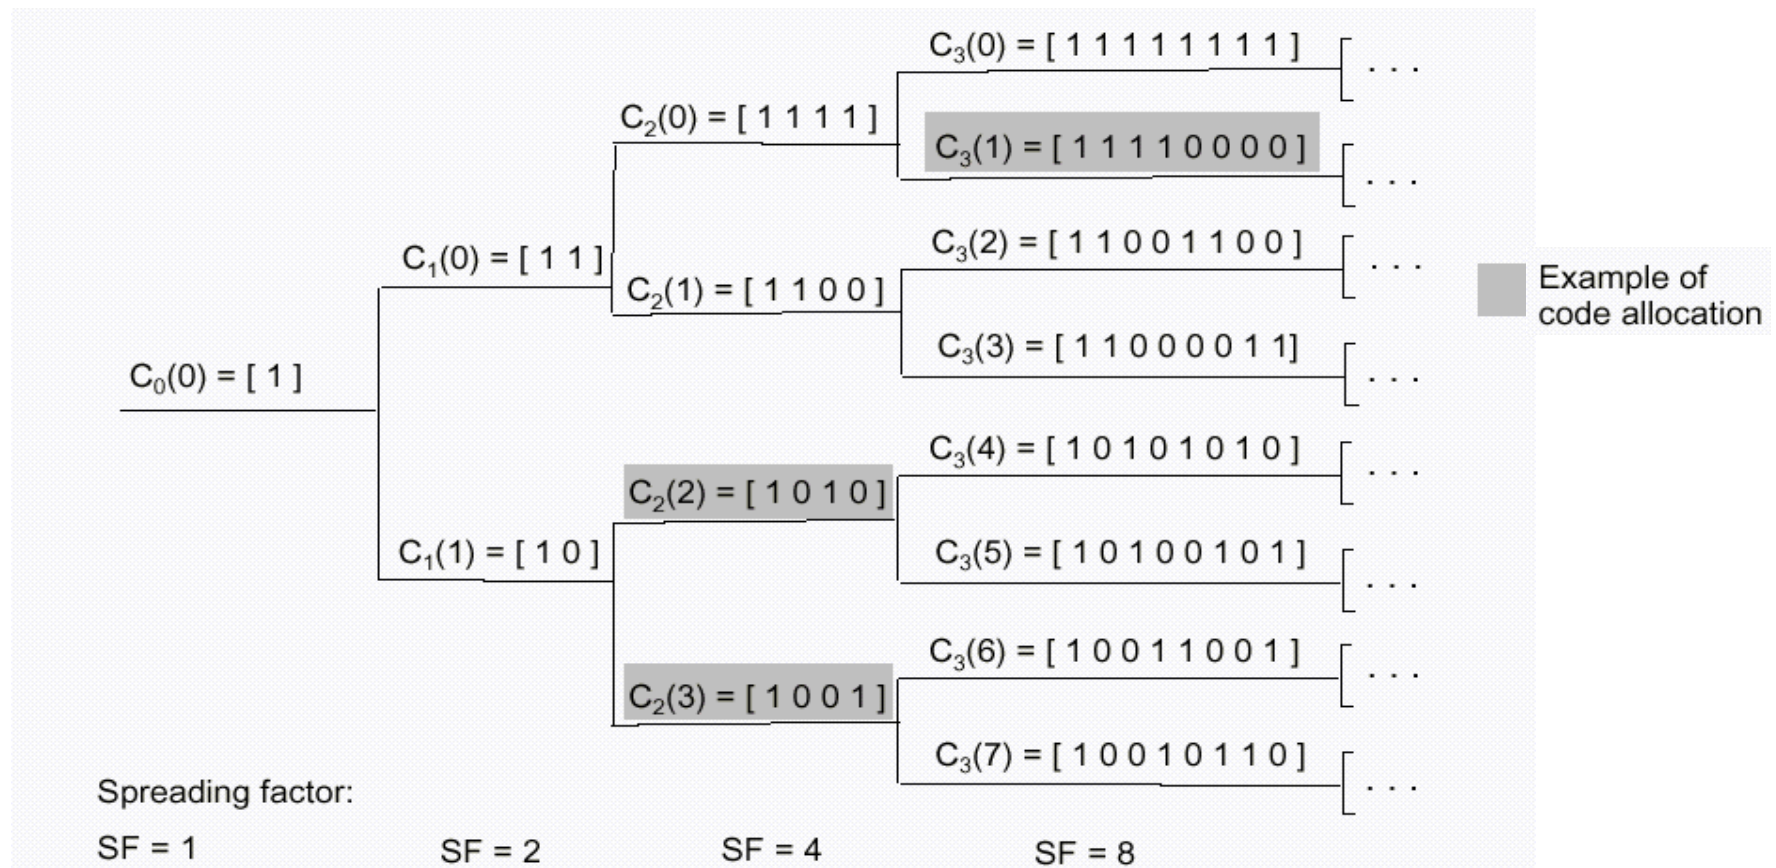 C₃(0) = [ 1 1 1 1 1 1 1 1 ]
. . .
C₂(0) = [ 1 1 1 1 ]
C₃(1) = [ 1 1 1 1 0 0 0 0 ]
. . .
C₃(2) = [ 1 1 0 0 1 1 0 0 ]
. . .
C₁(0) = [ 1 1 ]
C₂(1) = [ 1 1 0 0 ]
Example of
code allocation
C₃(3) = [ 1 1 0 0 0 0 1 1]
. . .
C₀(0) = [ 1 ]
C₃(4) = [ 1 0 1 0 1 0 1 0 ]
. . .
C₂(2) = [ 1 0 1 0 ]
C₁(1) = [ 1 0 ]
C₃(5) = [ 1 0 1 0 0 1 0 1 ]
. . .
C₃(6) = [ 1 0 0 1 1 0 0 1 ]
. . .
C₂(3) = [ 1 0 0 1 ]
C₃(7) = [ 1 0 0 1 0 1 1 0 ]
. . .
Spreading factor:
SF = 1
SF = 2
SF = 4
SF = 8